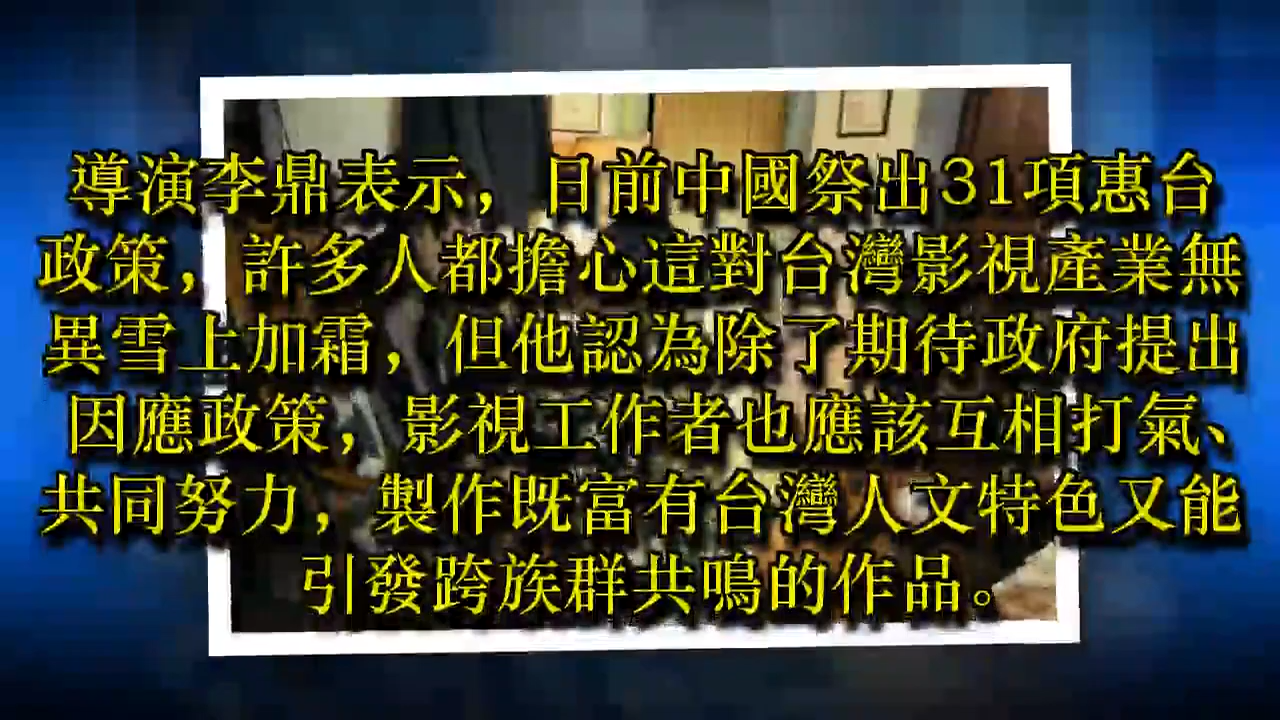 導演李鼎表示，日前中國祭出31項惠台
政策，許多人都擔心這對台灣影視產業無
異雪上加霜，但他認為除了期待政府提出
因應政策，影視工作者也應該互相打氣、
共同努力，製作既富有台灣人文特色又能
引發跨族群共鳴的作品。